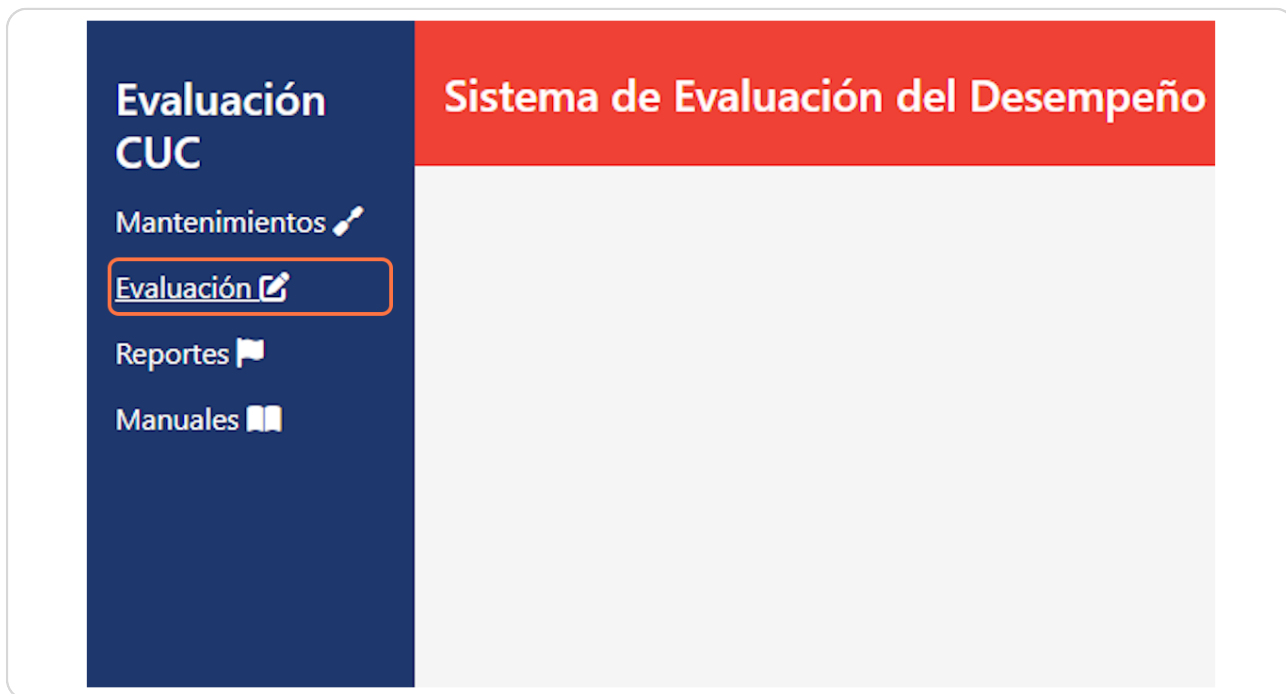 Evaluación
CUC
Sistema de Evaluación del Desempeño
Mantenimientos
Evaluación
Reportes
Manuales